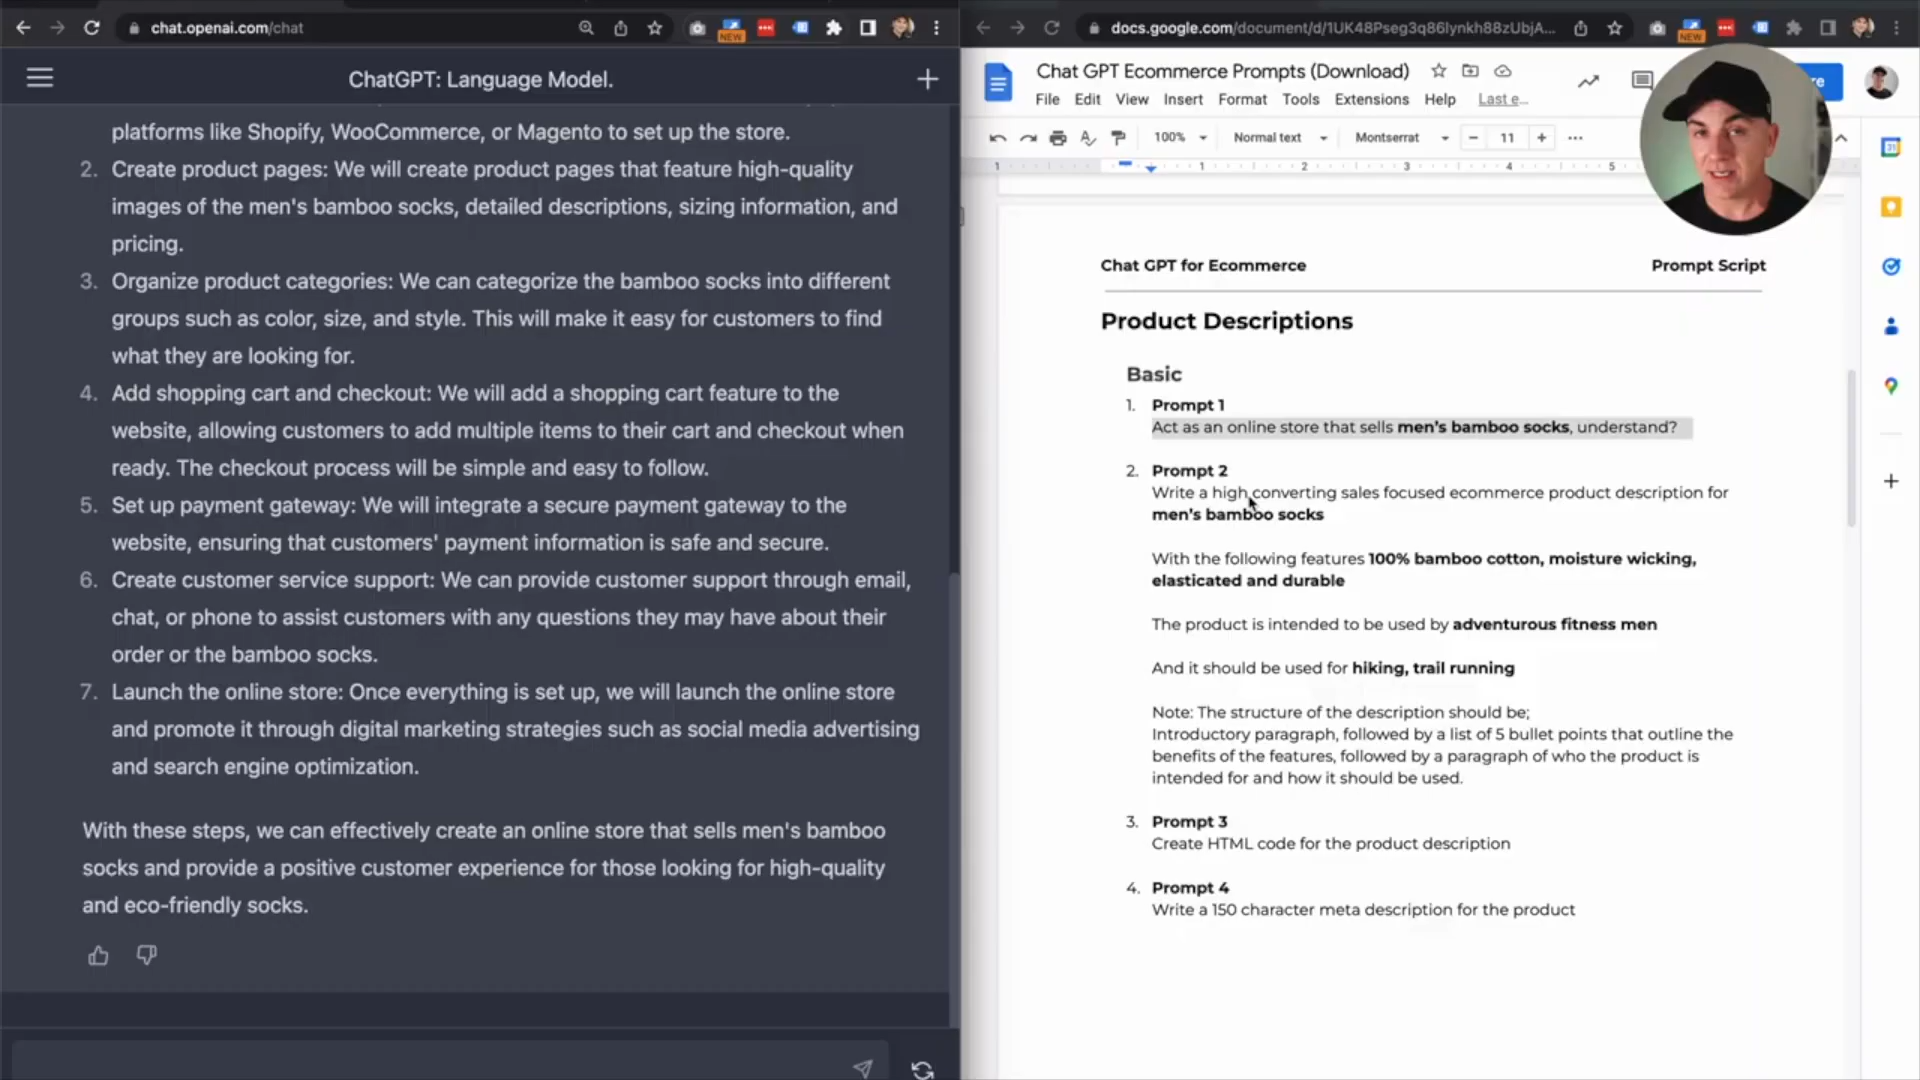 chat.openai.com/chat
NEW
ChatGPT: Language Model.
platforms like Shopify, WooCommerce, or Magento to set up the store.
2. Create product pages: We will create product pages that feature high-quality
images of the men's bamboo socks, detailed descriptions, sizing information, and
pricing.
3. Organize product categories: We can categorize the bamboo socks into different
groups such as color, size, and style. This will make it easy for customers to find
what they are looking for.
4. Add shopping cart and checkout: We will add a shopping cart feature to the
website, allowing customers to add multiple items to their cart and checkout when
ready. The checkout process will be simple and easy to follow.
5. Set up payment gateway: We will integrate a secure payment gateway to the
website, ensuring that customers' payment information is safe and secure.
6. Create customer service support: We can provide customer support through email,
chat, or phone to assist customers with any questions they may have about their
order or the bamboo socks.
7. Launch the online store: Once everything is set up, we will launch the online store
and promote it through digital marketing strategies such as social media advertising
and search engine optimization.
With these steps, we can effectively create an online store that sells men's bamboo
socks and provide a positive customer experience for those looking for high-quality
and eco-friendly socks.
docs.google.com/document/d/1UK48Pseg3q86lynkh88zUbjA...
NEW
Chat GPT Ecommerce Prompts (Download)
File Edit View Insert Format Tools Extensions Help Last e...
100% Normal text Montserrat 11
1 1 2 3 4 5
Chat GPT for Ecommerce Prompt Script
Product Descriptions
Basic
1. Prompt 1
Act as an online store that sells men's bamboo socks, understand?
2. Prompt 2
Write a high converting sales focused ecommerce product description for
men's bamboo socks
With the following features 100% bamboo cotton, moisture wicking,
elasticated and durable
The product is intended to be used by adventurous fitness men
And it should be used for hiking, trail running
Note: The structure of the description should be;
Introductory paragraph, followed by a list of 5 bullet points that outline the
benefits of the features, followed by a paragraph of who the product is
intended for and how it should be used.
3. Prompt 3
Create HTML code for the product description
4. Prompt 4
Write a 150 character meta description for the product